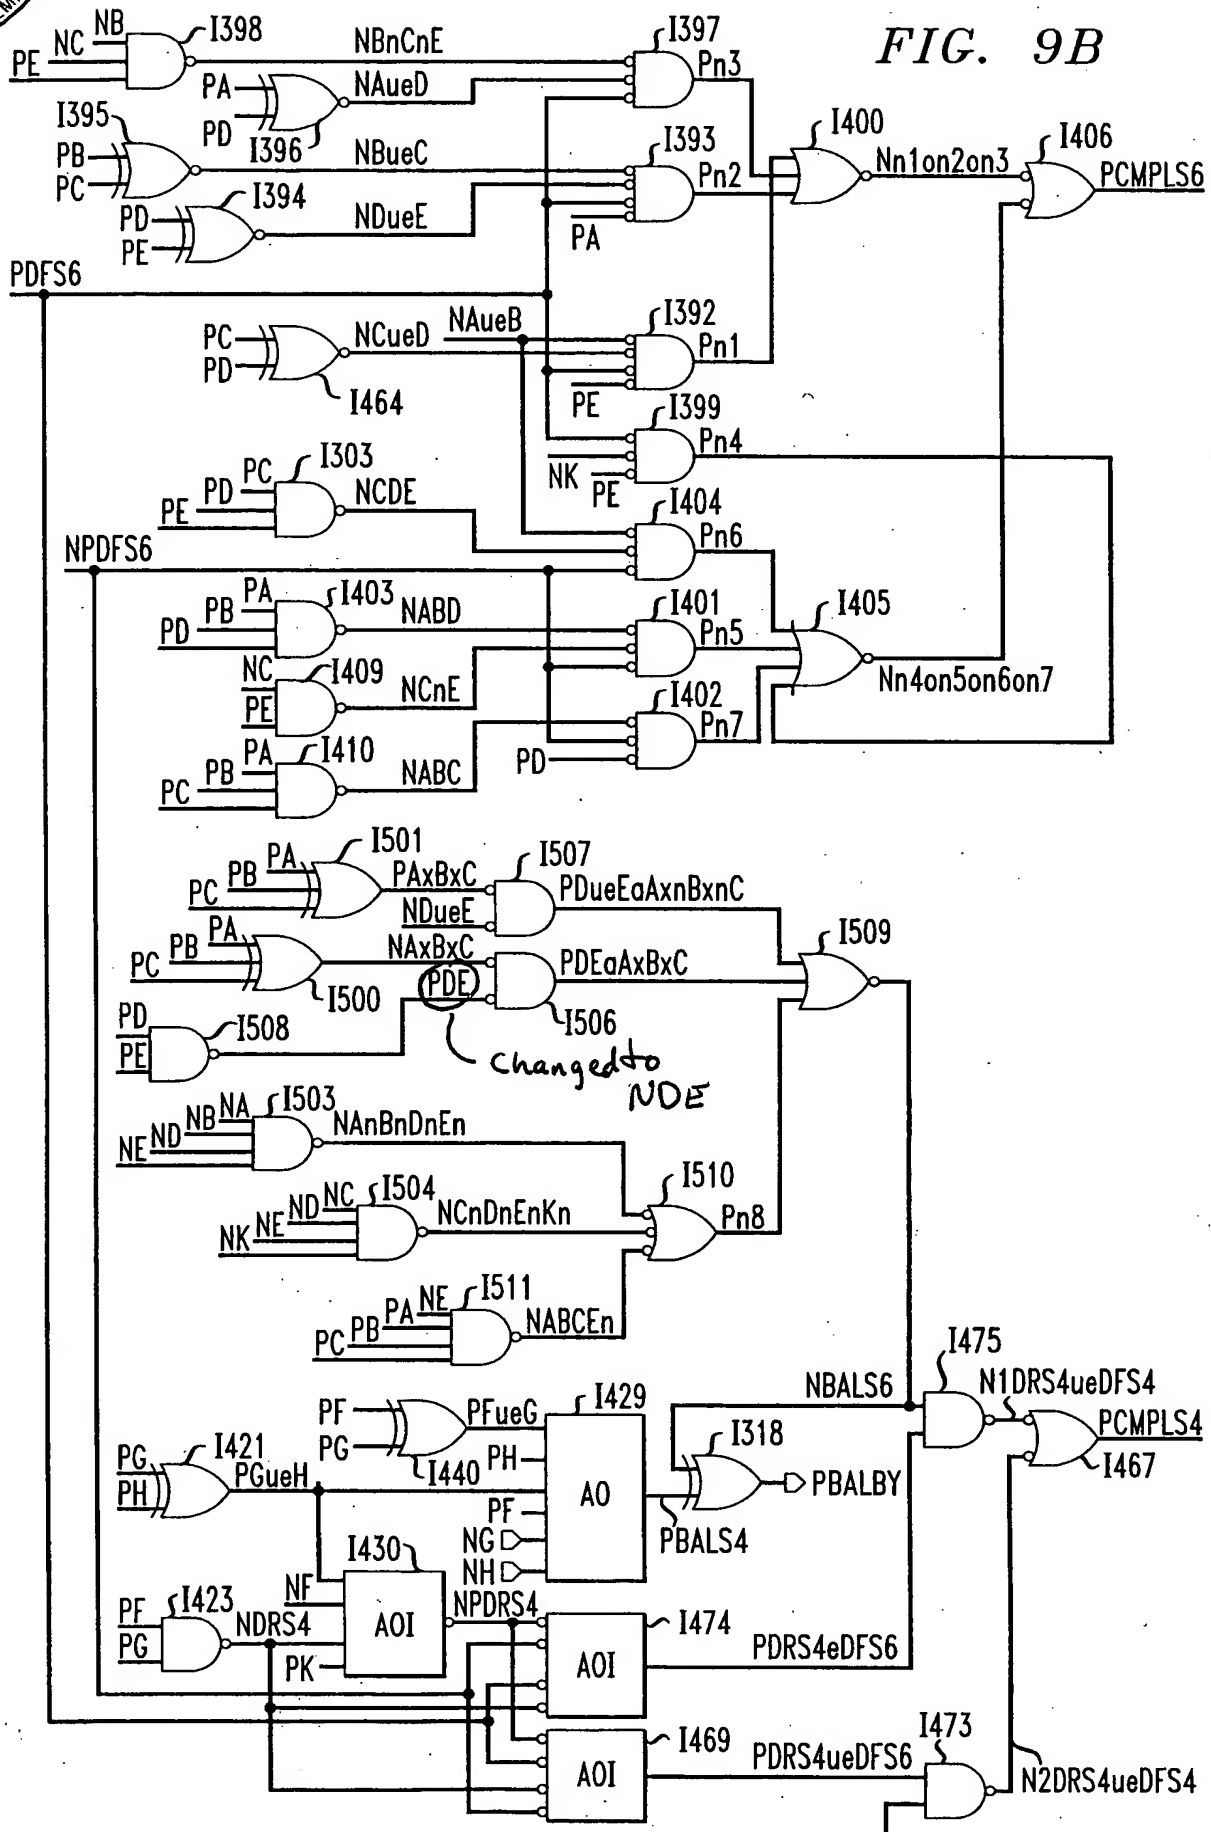 FIG. 9B
NB
NC
PE
I398
NBnCnE
I397
Pn3
PA
PD
NAueD
I396
I395
PB
PC
NBueC
I393
Pn2
I394
PD
PE
NDueE
PA
I400
Nn1on2on3
I406
PCMPLS6
PDFS6
PC
PD
NCueD
I464
NAueB
I392
Pn1
PE
I399
Pn4
NK
PE
I303
PC
PD
PE
NCDE
I404
Pn6
NPDFS6
I403
PA
PB
PD
NABD
I401
Pn5
I405
Nn4on5on6on7
NC
PE
I409
NCnE
I402
Pn7
PD
I410
PA
PB
PC
NABC
I501
PA
PB
PC
PAxBxC
I507
NDueE
PDueEaAxnBxnC
PA
PB
PC
NAxBxC
I500
PDE
PDEaAxBxC
I506
I509
PD
PE
I508
changed to
NDE
I503
NA
NB
ND
NE
NAnBnDnEn
I504
NC
ND
NE
NK
NCnDnEnKn
I510
Pn8
I511
NE
PA
PB
PC
NABCEn
I475
NBALS6
N1DRS4ueDFS4
PCMPLS4
I467
I429
PF
PG
PFueG
I440
PH
I421
PG
PH
PGueH
AO
PF
NG
NH
I318
PBALBY
PBALS4
I430
NF
AOI
NPDRS4
I423
PF
PG
NDRS4
PK
I474
AOI
PDRS4eDFS6
I469
AOI
PDRS4ueDFS6
I473
N2DRS4ueDFS4